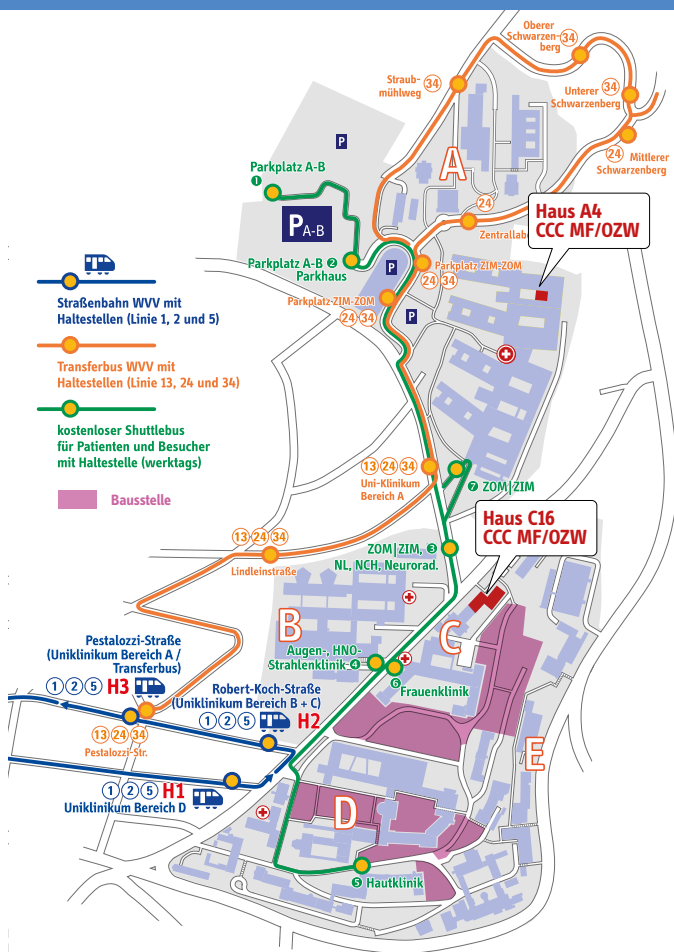 Oberer
Schwarzen-
berg
34
Straub-
mühlweg
34
34
Unterer
Schwarzenberg
24
Mittlerer
Schwarzenberg
P
A
Parkplatz A-B
1
24
Haus A4
CCC MF/OZW
P A-B
Zentrallab
Parkplatz A-B 2
Parkhaus
P
Parkplatz ZIM-ZOM
24 34
Parkplatz-ZIM-ZOM
24 34
P
Straßenbahn WVV mit
Haltestellen (Linie 1, 2 und 5)
Transferbus WVV mit
Haltestellen (Linie 13, 24 und 34)
kostenloser Shuttlebus
für Patienten und Besucher
mit Haltestelle (werktags)
Bausstelle
13 24 34
Uni-Klinikum
Bereich A
7 ZOM|ZIM
Haus C16
CCC MF/OZW
13 24 34
Lindleinstraße
ZOM|ZIM, 3
NL, NCH, Neurorad.
B
C
Augen-, HNO-
Strahlenklinik 4
6
Frauenklinik
Pestalozzi-Straße
(Uniklinikum Bereich A /
Transferbus)
1 2 5 H3
13 24 34
Pestalozzi-Str.
Robert-Koch-Straße
(Uniklinikum Bereich B + C)
1 2 5 H2
E
1 2 5 H1
Uniklinikum Bereich D
D
5 Hautklinik